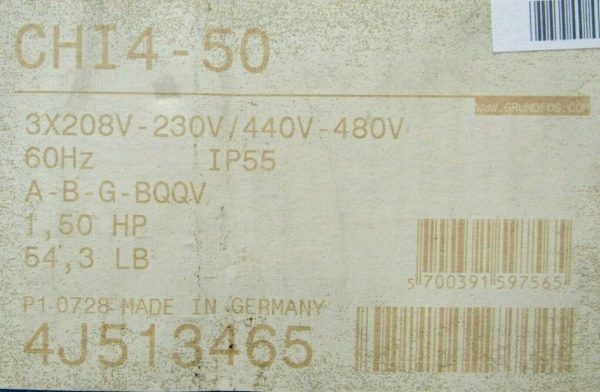 CHI4-50
WWW.GRUNDFOS.COM
3X208V-230V/440V-480V
60Hz IP55
A-B-G-BQQV
1,50 HP
54,3 LB
5 700391 597565
P1 0728 MADE IN GERMANY
4J513465